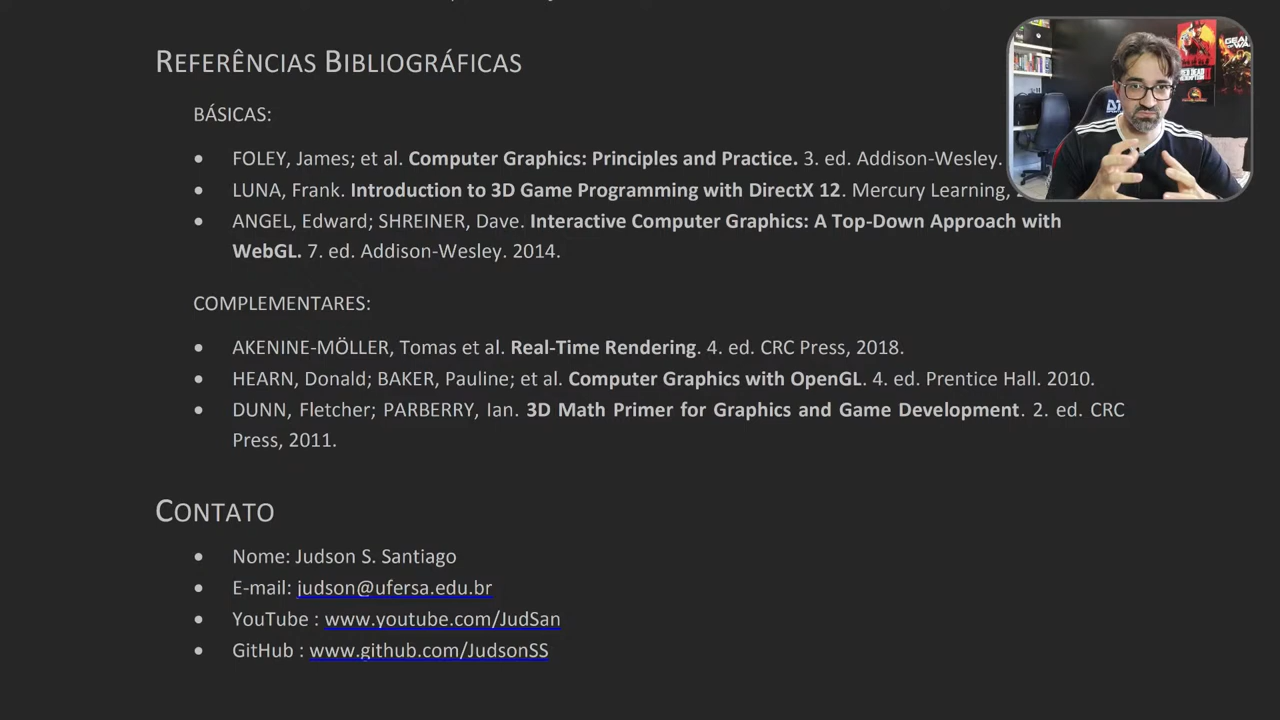 REFERÊNCIAS BIBLIOGRÁFICAS
BÁSICAS:
• FOLEY, James; et al. Computer Graphics: Principles and Practice. 3. ed. Addison-Wesley.
• LUNA, Frank. Introduction to 3D Game Programming with DirectX 12. Mercury Learning,
• ANGEL, Edward; SHREINER, Dave. Interactive Computer Graphics: A Top-Down Approach with
WebGL. 7. ed. Addison-Wesley. 2014.
COMPLEMENTARES:
• AKENINE-MÖLLER, Tomas et al. Real-Time Rendering. 4. ed. CRC Press, 2018.
• HEARN, Donald; BAKER, Pauline; et al. Computer Graphics with OpenGL. 4. ed. Prentice Hall. 2010.
• DUNN, Fletcher; PARBERRY, Ian. 3D Math Primer for Graphics and Game Development. 2. ed. CRC
Press, 2011.
CONTATO
• Nome: Judson S. Santiago
• E-mail: judson@ufersa.edu.br
• YouTube : www.youtube.com/JudSan
• GitHub : www.github.com/JudsonSS